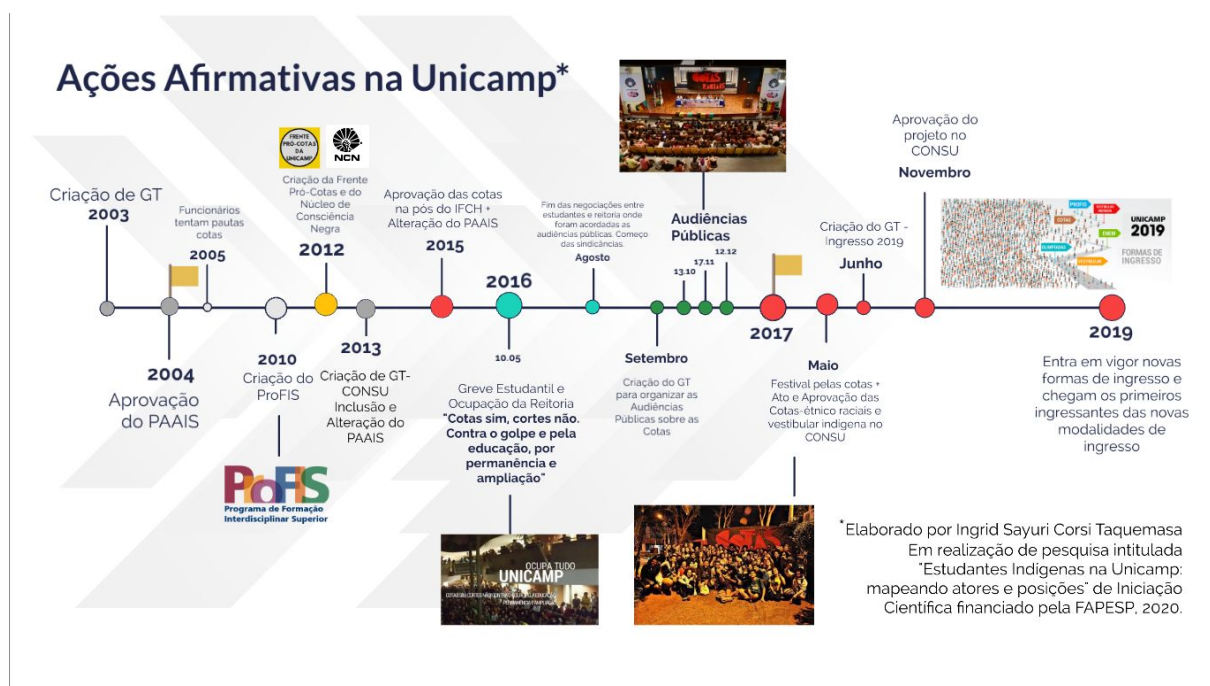 Ações Afirmativas na Unicamp*
Criação de GT
2003
2004
Aprovação
do PAAIS
Funcionários
tentam pautas
cotas
2005
2010
Criação do
ProFIS
PROFIS
Programa de Formação
Interdisciplinar Superior
FRENTE
PRÓ-COTAS
DA
UNICAMP
NCN
Criação da Frente
Pró-Cotas e do
Núcleo de
Consciência
Negra
2012
2013
Criação de GT-
CONSU
Inclusão e
Alteração do
PAAIS
Aprovação das cotas
na pós do IFCH +
Alteração do PAAIS
2015
2016
10.05
Greve Estudantil e
Ocupação da Reitoria
"Cotas sim, cortes não.
Contra o golpe e pela
educação, por
permanência e
ampliação"
OCUPA TUDO
UNICAMP
Fim das negociações entre
estudantes e reitoria onde
foram acordadas as
audiências públicas. Começo
das sindicâncias.
Agosto
Setembro
Criação do GT
para organizar as
Audiências
Públicas sobre as
Cotas
COTAS
RACIAIS
Audiências
Públicas
13.10
17.11
12.12
2017
Maio
Festival pelas cotas +
Ato e Aprovação das
Cotas-étnico raciais e
vestibular indígena no
CONSU
COTAS
Criação do GT -
Ingresso 2019
Junho
Aprovação do
projeto no
CONSU
Novembro
PROFIS
VESTIBULAR
COTAS
ENEM
OLIMPÍADAS
VESTIBULAR
UNICAMP
2019
FORMAS DE
INGRESSO
2019
Entra em vigor novas
formas de ingresso e
chegam os primeiros
ingressantes das novas
modalidades de
ingresso
*Elaborado por Ingrid Sayuri Corsi Taquemasa
Em realização de pesquisa intitulada
"Estudantes Indígenas na Unicamp:
mapeando atores e posições" de Iniciação
Científica financiado pela FAPESP, 2020.